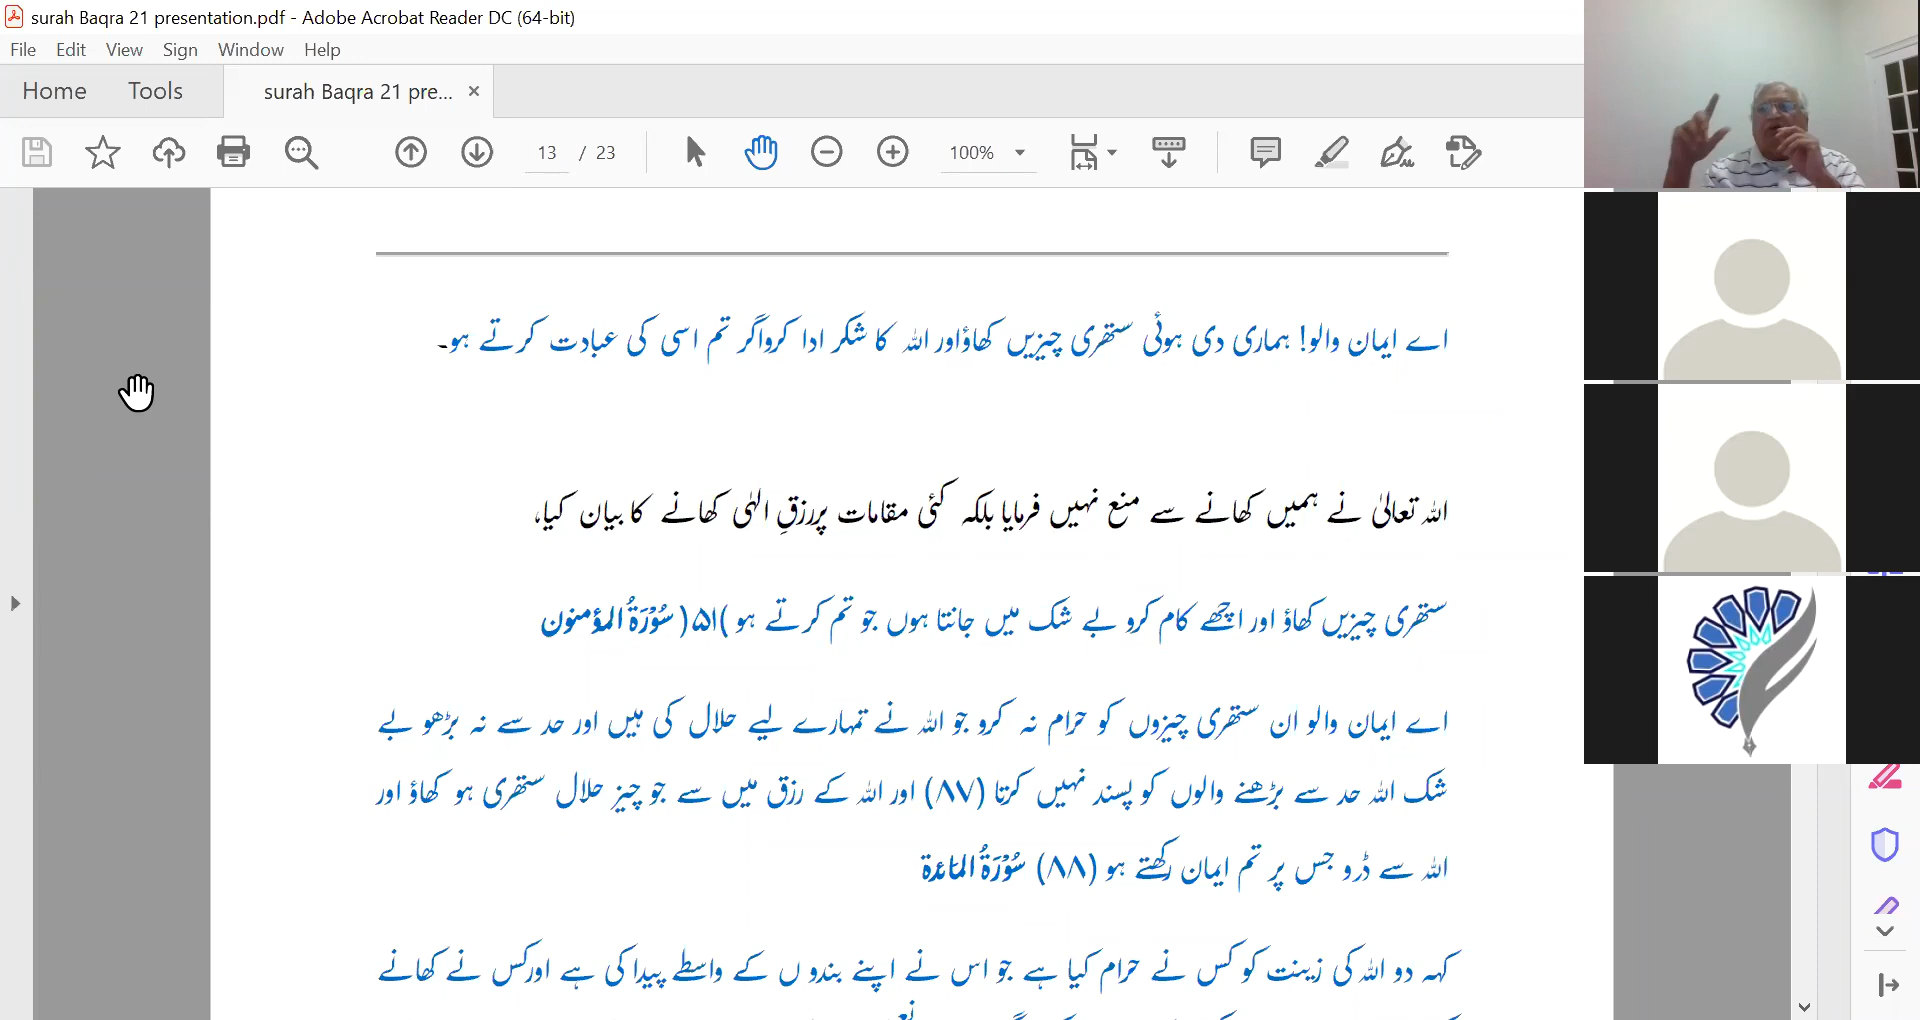 surah Baqra 21 presentation.pdf - Adobe Acrobat Reader DC (64-bit)
File Edit View Sign Window Help
Home Tools surah Baqra 21 pre... ×
13 / 23 100%
اے ایمان والو! ہماری دی ہوئی ستھری چیزیں کھاؤاور اللہ کا شکر ادا کرواگر تم اسی کی عبادت کرتے ہو۔
اللہ تعالیٰ نے ہمیں کھانے سے منع نہیں فرمایا بلکہ کئی مقامات پررزقِ الٰہی کھانے کا بیان کیا،
ستھری چیزیں کھاؤ اور اچھے کام کرو بے شک میں جانتا ہوں جو تم کرتے ہو )۵۱( سُوۡرَةُ المؤمنون
اے ایمان والو ان ستھری چیزوں کو حرام نہ کرو جو اللہ نے تمہارے لیے حلال کی ہیں اور حد سے نہ بڑھو بے
شک اللہ حد سے بڑھنے والوں کو پسند نہیں کرتا (۸۷) اور اللہ کے رزق میں سے جو چیز حلال ستھری ہو کھاؤ اور
اللہ سے ڈرو جس پر تم ایمان رکھتے ہو (۸۸) سُوۡرَةُ المائدة
کہہ دو اللہ کی زینت کو کس نے حرام کیا ہے جو اس نے اپنے بندو ں کے واسطے پیدا کی ہے اورکس نے کھانے